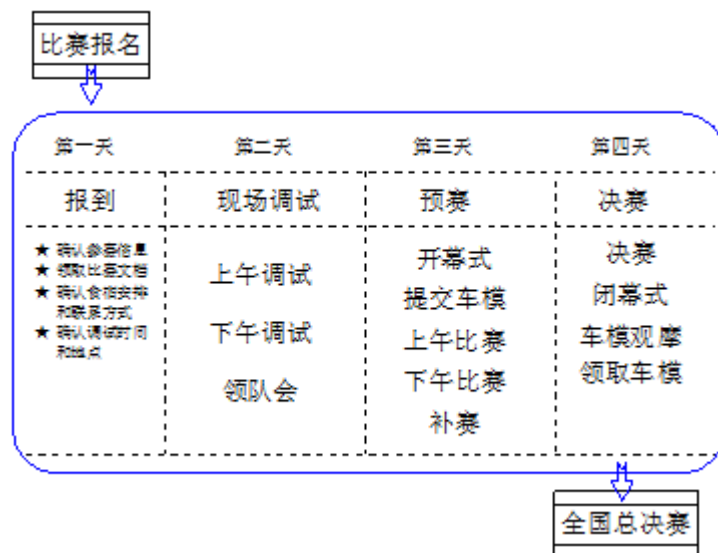 比赛报名
第一天 第二天 第三天 第四天
报到 现场调试 预赛 决赛
★ 确认参赛信息
★ 领取比赛文档
★ 确认食宿安排
和联系方式
★ 确认调试时间
和地点
上午调试
下午调试
领队会
开幕式
提交车模
上午比赛
下午比赛
补赛
决赛
闭幕式
车模观摩
领取车模
全国总决赛